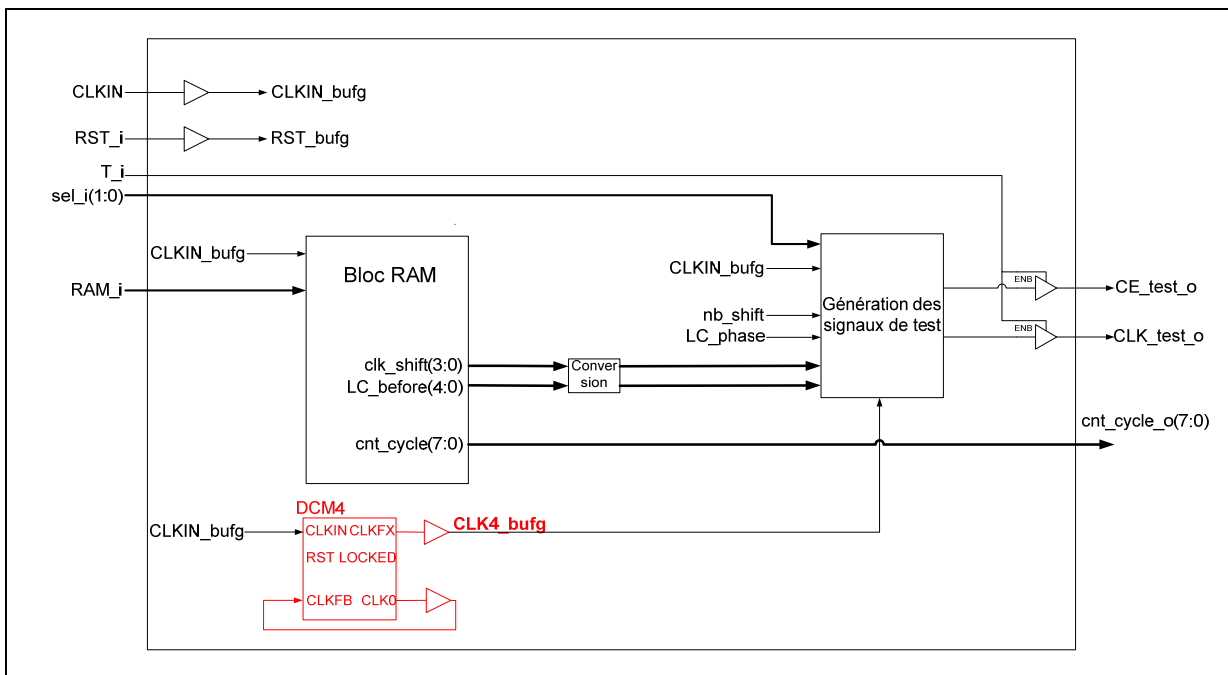 CLKIN
CLKIN_bufg
RST_i
RST_bufg
T_i
sel_i(1:0)
CLKIN_bufg
RAM_i
Bloc RAM
clk_shift(3:0)
LC_before(4:0)
cnt_cycle(7:0)
Conver
sion
CLKIN_bufg
nb_shift
LC_phase
Génération des
signaux de test
ENB
CE_test_o
ENB
CLK_test_o
cnt_cycle_o(7:0)
DCM4
CLKIN_bufg
CLKIN CLKFX
RST LOCKED
CLKFB CLK0
CLK4_bufg